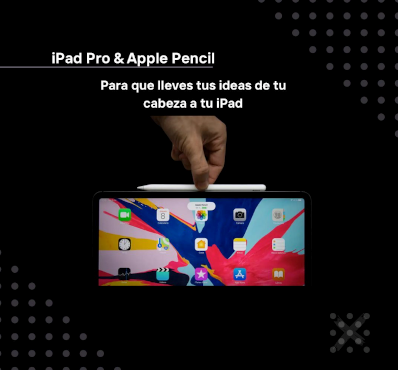 iPad Pro & Apple Pencil
Para que lleves tus ideas de tu
cabeza a tu iPad